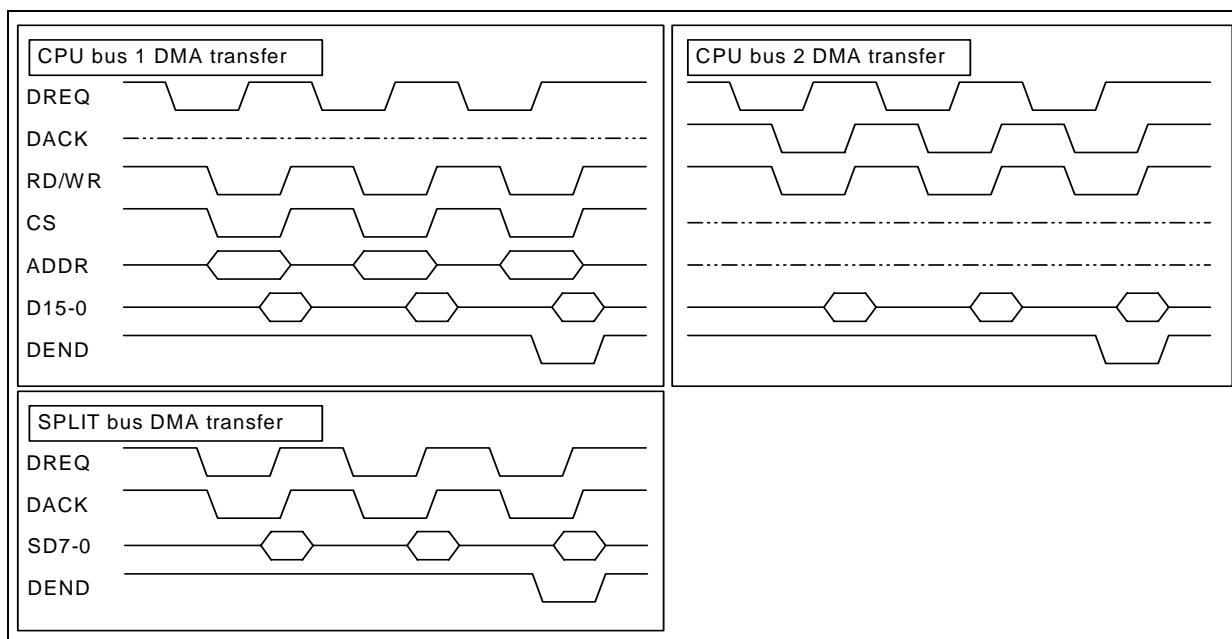 CPU bus 1 DMA transfer
DREQ
DACK
RD/WR
CS
ADDR
D15-0
DEND
CPU bus 2 DMA transfer
SPLIT bus DMA transfer
DREQ
DACK
SD7-0
DEND